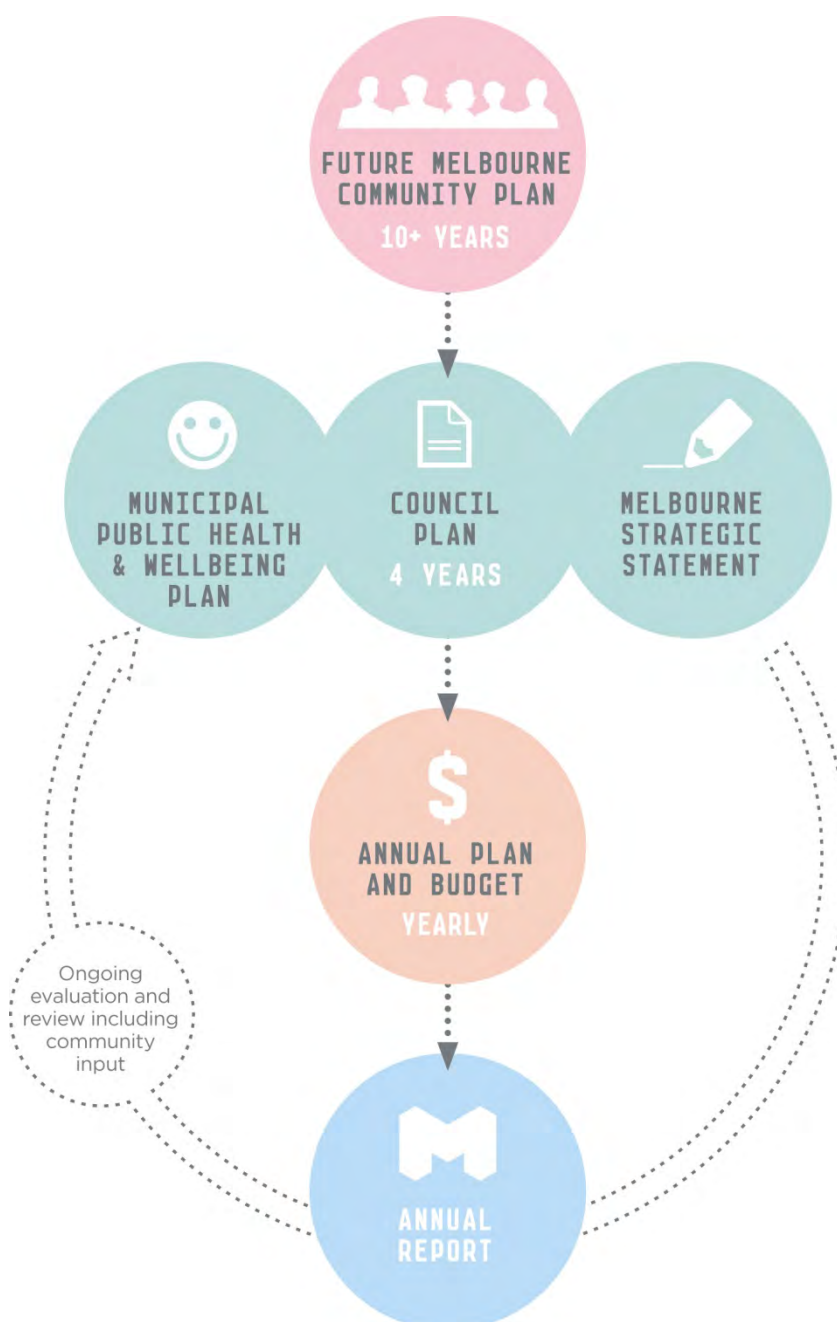 FUTURE MELBOURNE
COMMUNITY PLAN
10+ YEARS
MUNICIPAL
PUBLIC HEALTH
& WELLBEING
PLAN
COUNCIL
PLAN
4 YEARS
MELBOURNE
STRATEGIC
STATEMENT
$
ANNUAL PLAN
AND BUDGET
YEARLY
Ongoing
evaluation and
review including
community
input
M
ANNUAL
REPORT